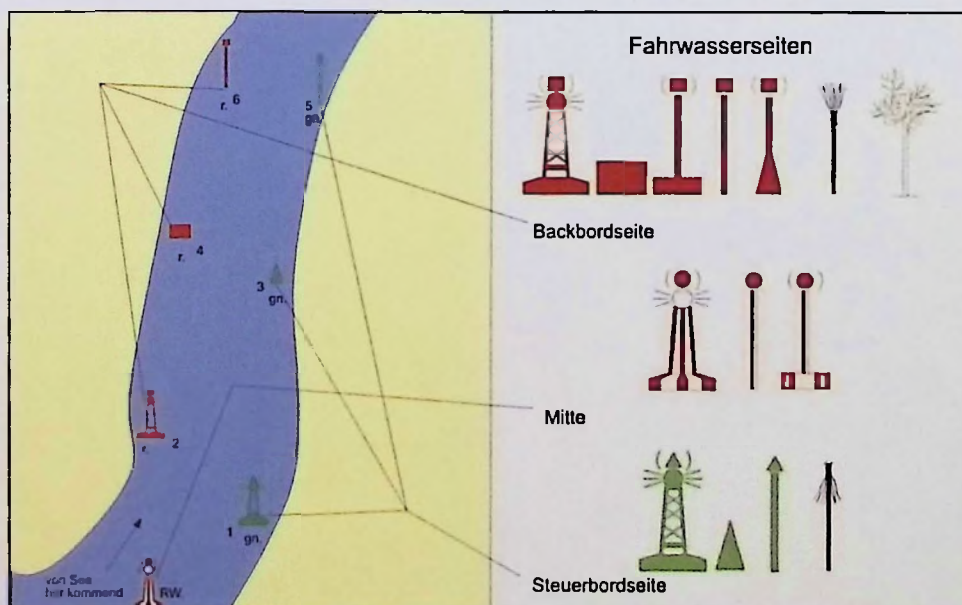 Fahrwasserseiten
r. 6
5
gn.
Backbordseite
r. 4
3
gn.
Mitte
r. 2
1 gn.
Steuerbordseite
von See
her kommend
RW.